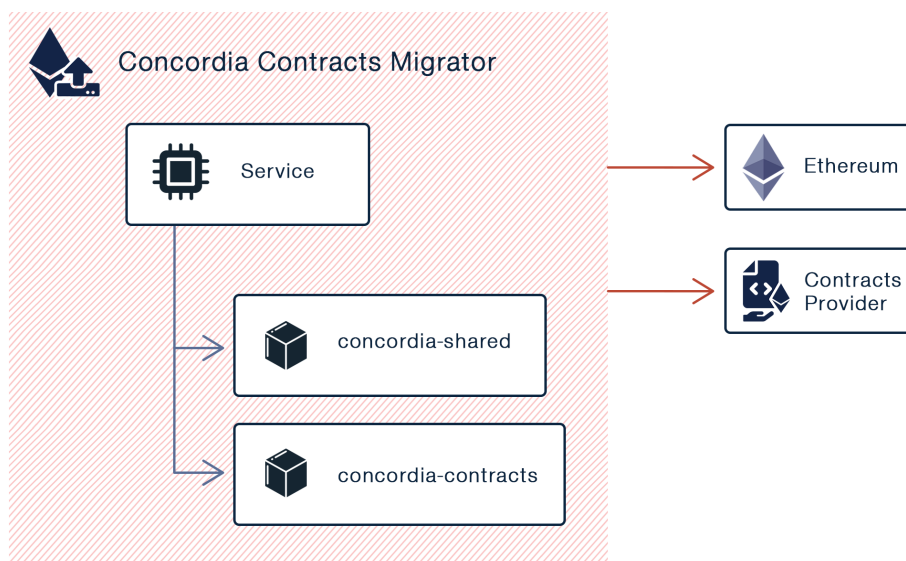 Concordia Contracts Migrator
Service
Ethereum
Contracts
Provider
concordia-shared
concordia-contracts